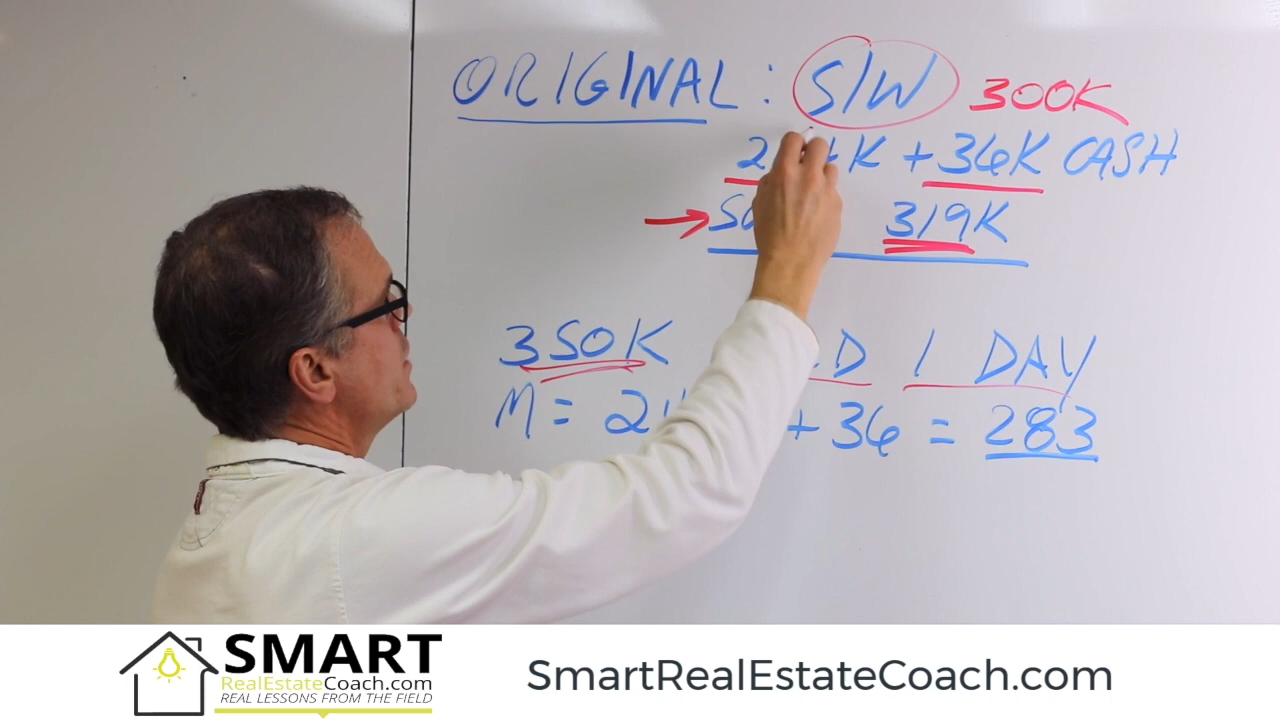 ORIGINAL: S/W 300K
+ 36K CASH
319K
350K 1 DAY
M = + 36 = 283
SMART
RealEstateCoach.com
REAL LESSONS FROM THE FIELD
SmartRealEstateCoach.com